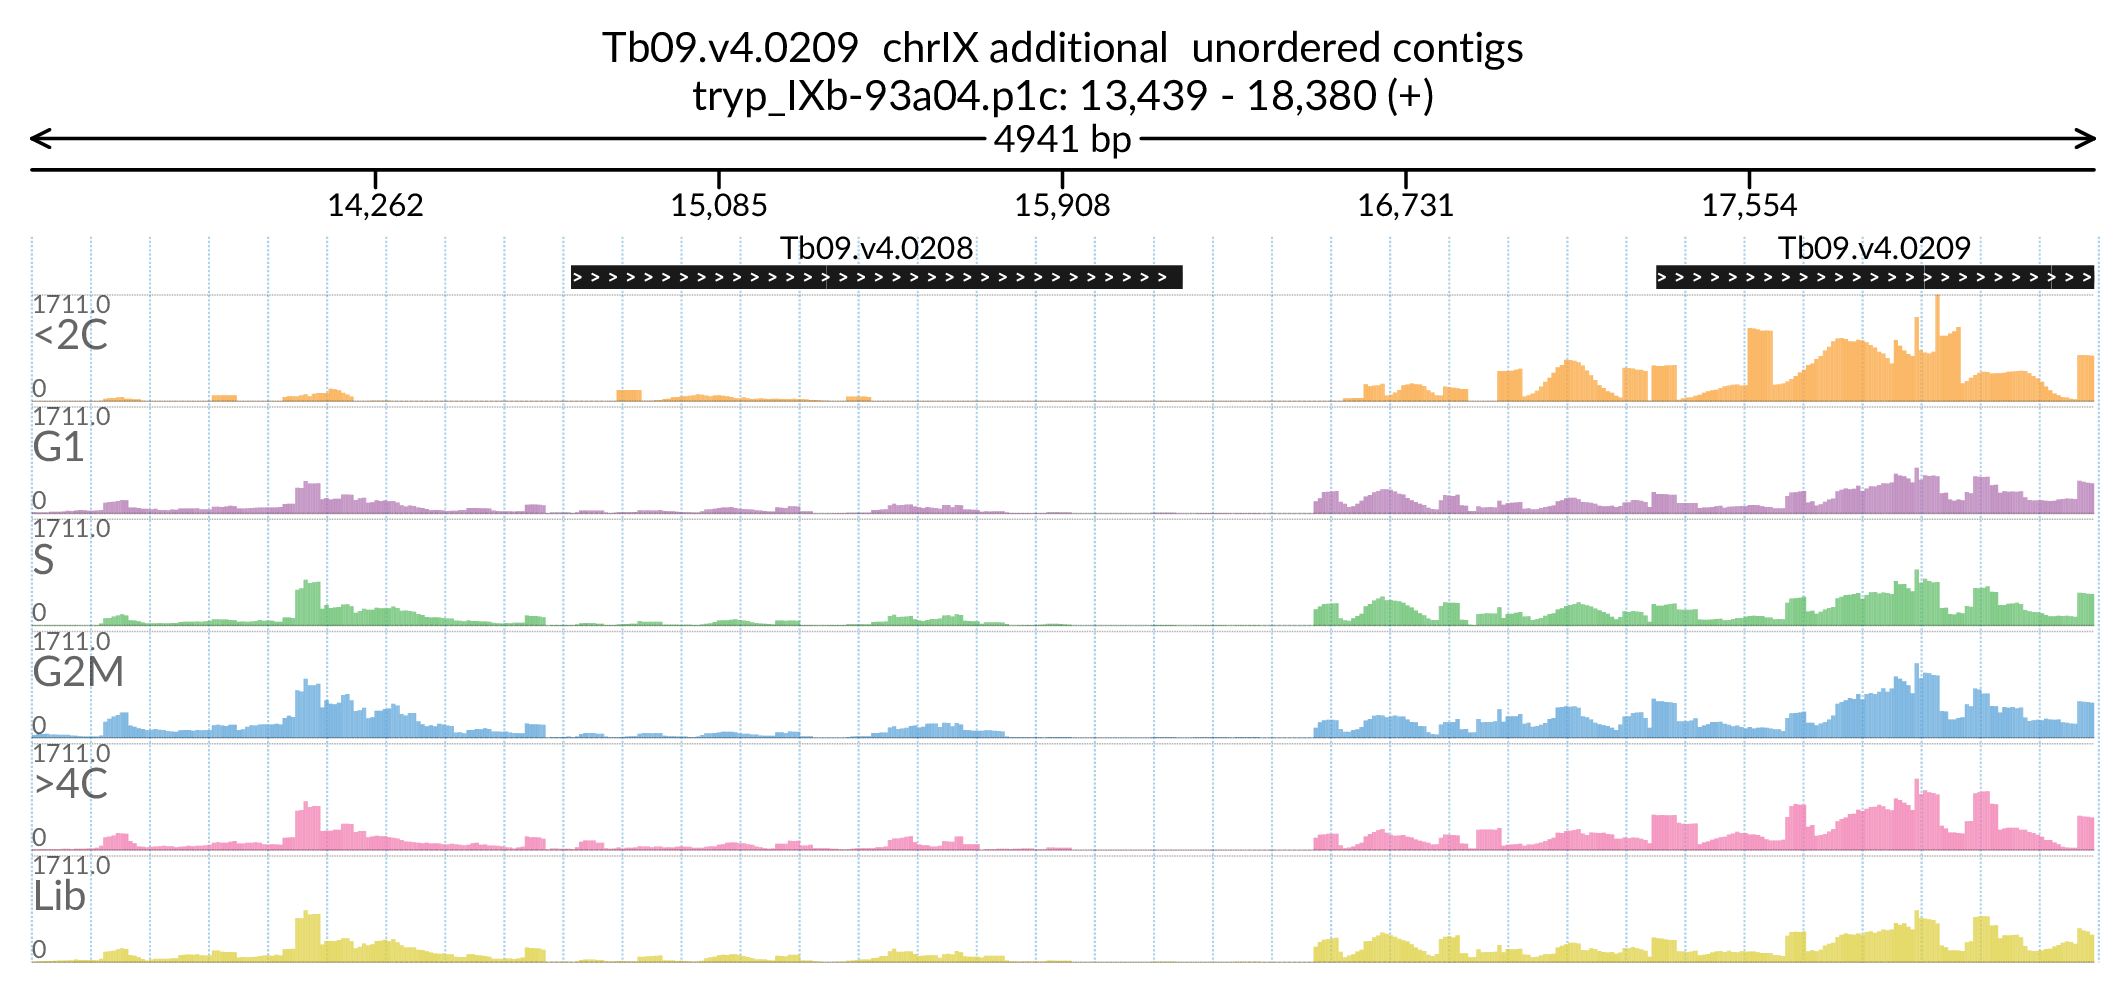 Tb09.v4.0209 chrIX additional unordered contigs
tryp_IXb-93a04.p1c: 13,439 - 18,380 (+)
4941 bp
14,262 15,085 15,908 16,731 17,554
Tb09.v4.0208 Tb09.v4.0209
1711.0
<2C
0
1711.0
G1
0
1711.0
S
0
1711.0
G2M
0
1711.0
>4C
0
1711.0
Lib
0